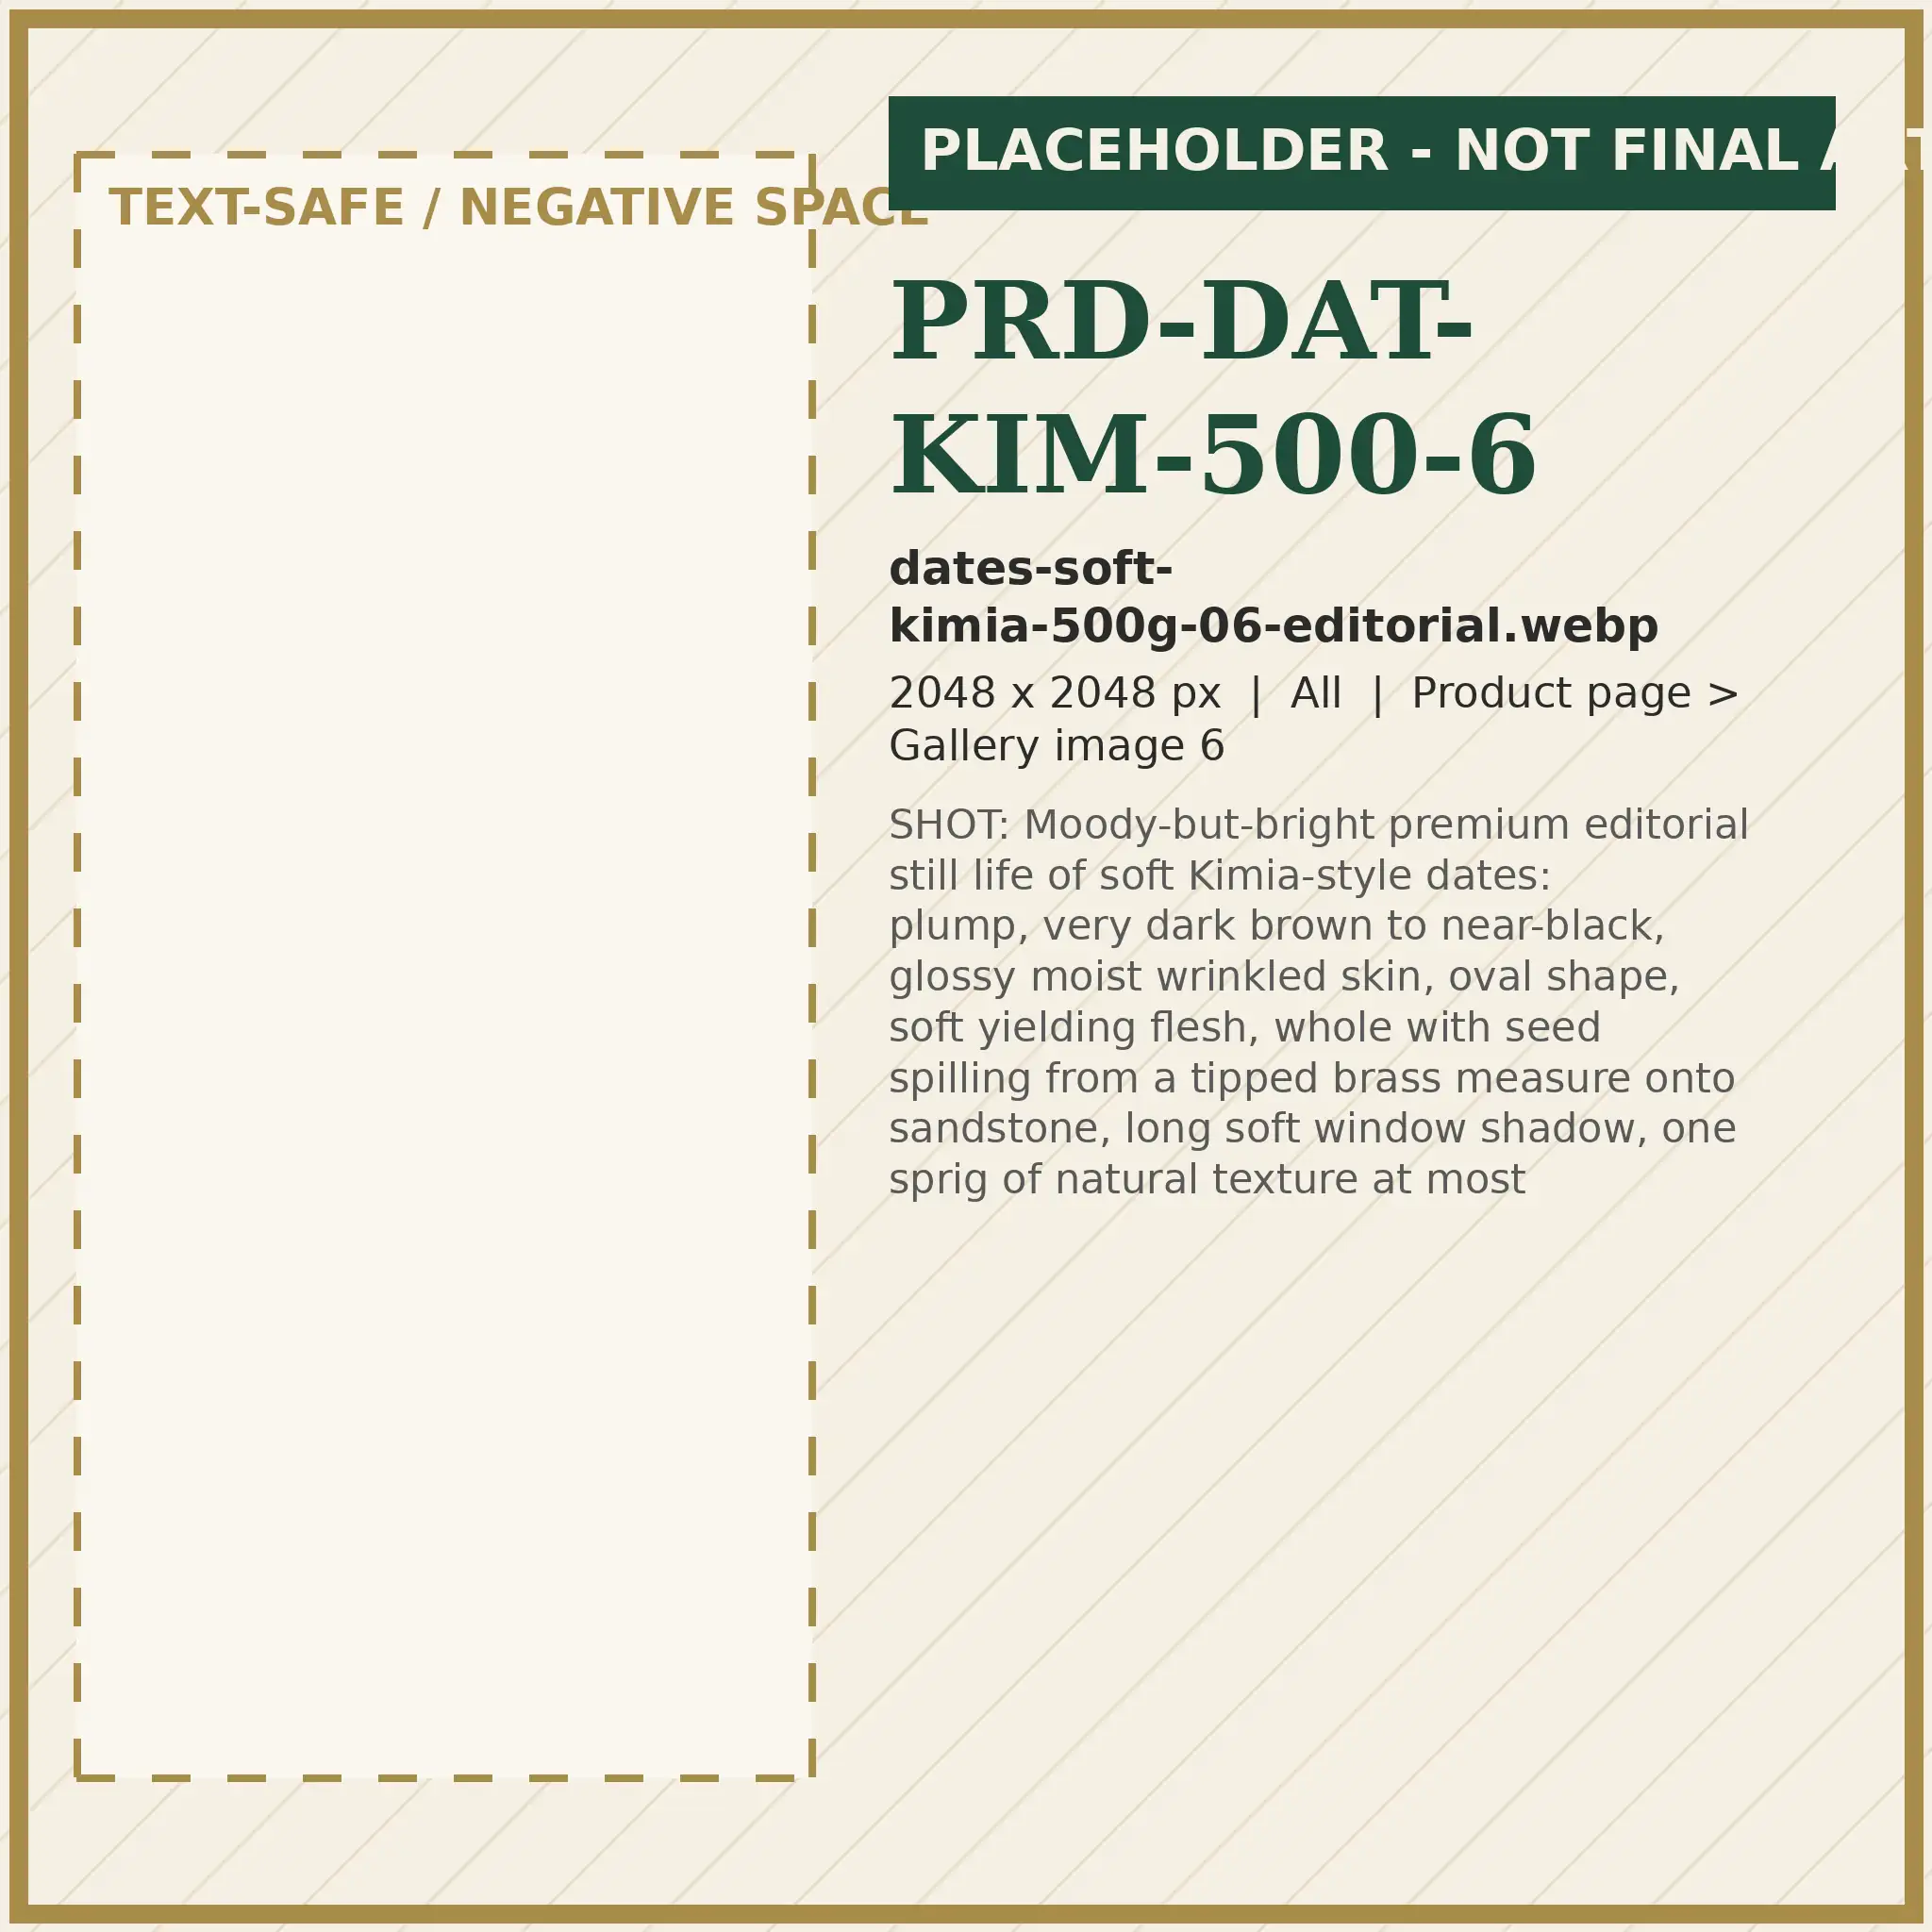 TEXT-SAFE / NEGATIVE SPACE
PLACEHOLDER - NOT FINAL ART
PRD-DAT-
KIM-500-6
dates-soft-
kimia-500g-06-editorial.webp
2048 x 2048 px | All | Product page >
Gallery image 6
SHOT: Moody-but-bright premium editorial
still life of soft Kimia-style dates:
plump, very dark brown to near-black,
glossy moist wrinkled skin, oval shape,
soft yielding flesh, whole with seed
spilling from a tipped brass measure onto
sandstone, long soft window shadow, one
sprig of natural texture at most